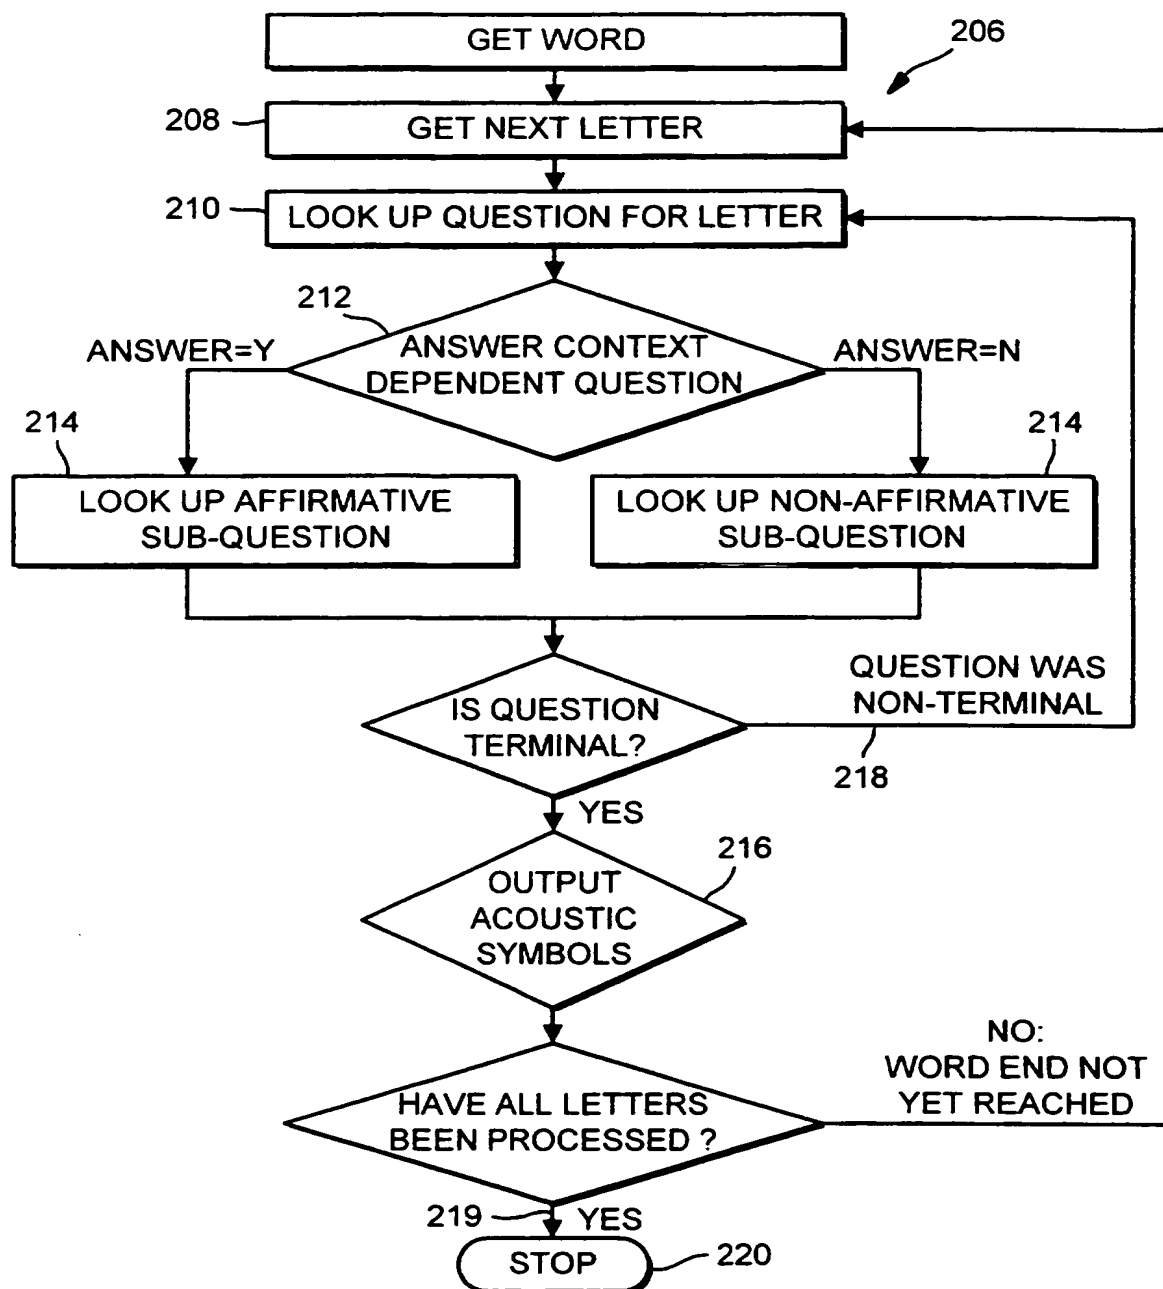 GET WORD
206
208
GET NEXT LETTER
210
LOOK UP QUESTION FOR LETTER
212
ANSWER=Y
ANSWER CONTEXT
DEPENDENT QUESTION
ANSWER=N
214
214
LOOK UP AFFIRMATIVE
SUB-QUESTION
LOOK UP NON-AFFIRMATIVE
SUB-QUESTION
QUESTION WAS
NON-TERMINAL
IS QUESTION
TERMINAL?
218
YES
216
OUTPUT
ACOUSTIC
SYMBOLS
NO:
WORD END NOT
YET REACHED
HAVE ALL LETTERS
BEEN PROCESSED ?
219
YES
STOP
220